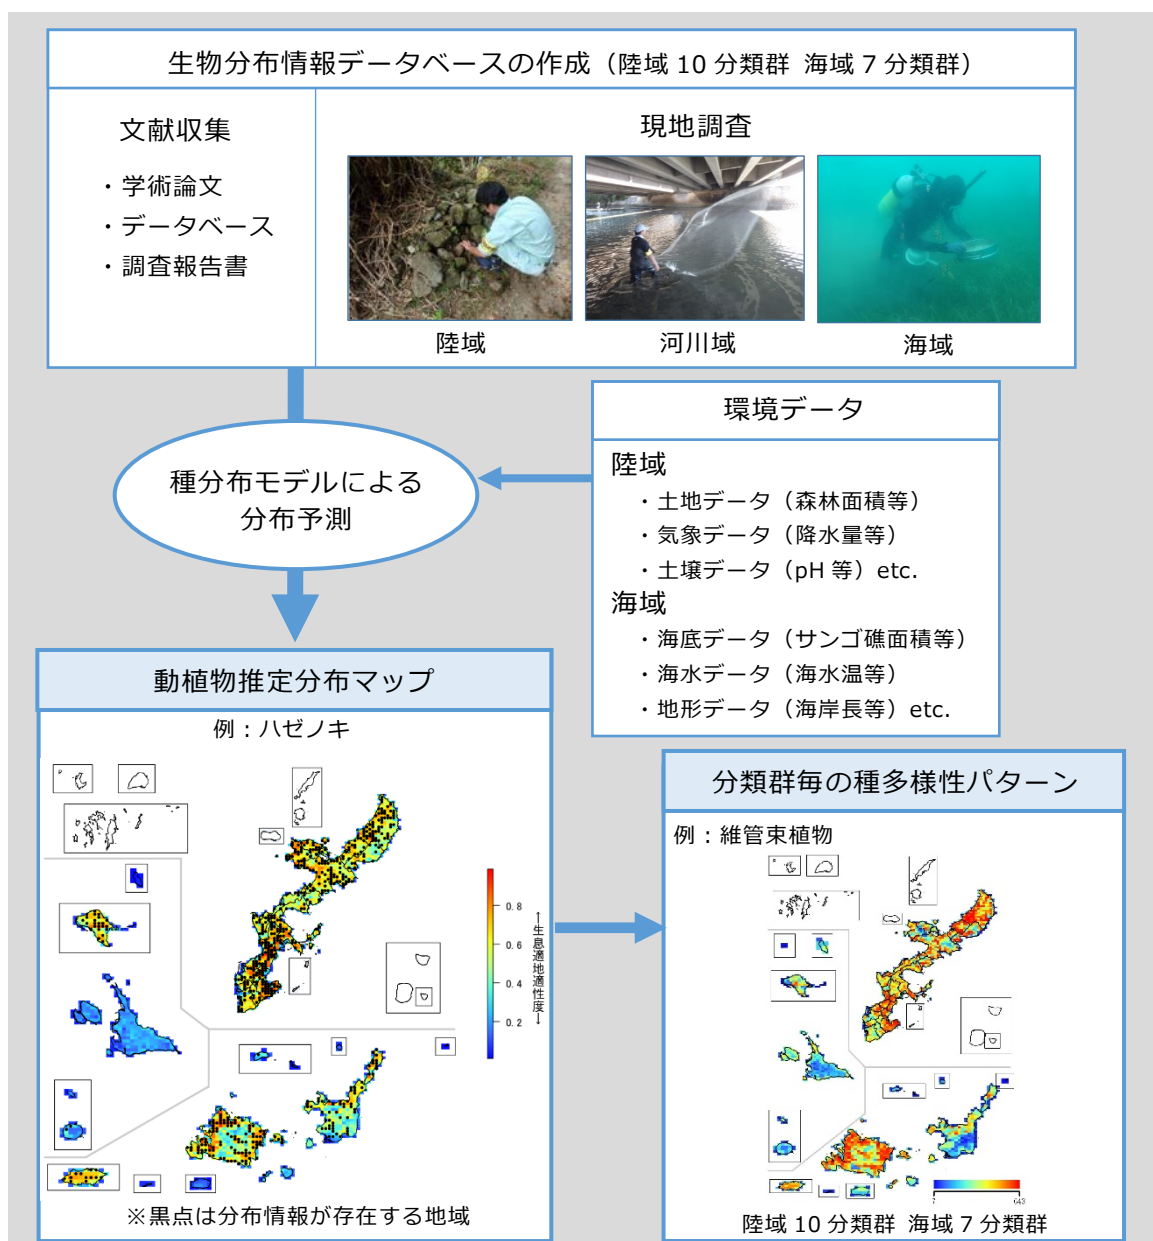 生物分布情報データベースの作成（陸域 10 分類群 海域 7 分類群）
文献収集
・学術論文
・データベース
・調査報告書
現地調査
陸域
河川域
海域
種分布モデルによる
分布予測
環境データ
陸域
・土地データ（森林面積等）
・気象データ（降水量等）
・土壌データ（pH 等）etc.
海域
・海底データ（サンゴ礁面積等）
・海水データ（海水温等）
・地形データ（海岸長等）etc.
動植物推定分布マップ
例：ハゼノキ
0.8
0.6
0.4
0.2
←生息適地適性度→
※黒点は分布情報が存在する地域
分類群毎の種多様性パターン
例：維管束植物
7
643
陸域 10 分類群 海域 7 分類群